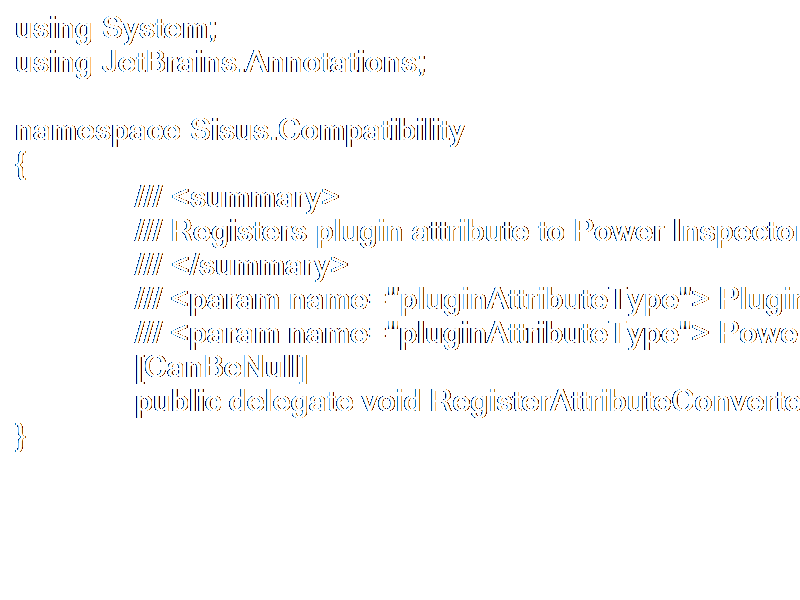 using System;
using JetBrains.Annotations;

namespace Sisus.Compatibility
{
/// <summary>
/// Registers plugin attribute to Power Inspector
/// </summary>
/// <param name="pluginAttributeType"> Plugin
/// <param name="pluginAttributeType"> Powe
[CanBeNull]
public delegate void RegisterAttributeConverte
}